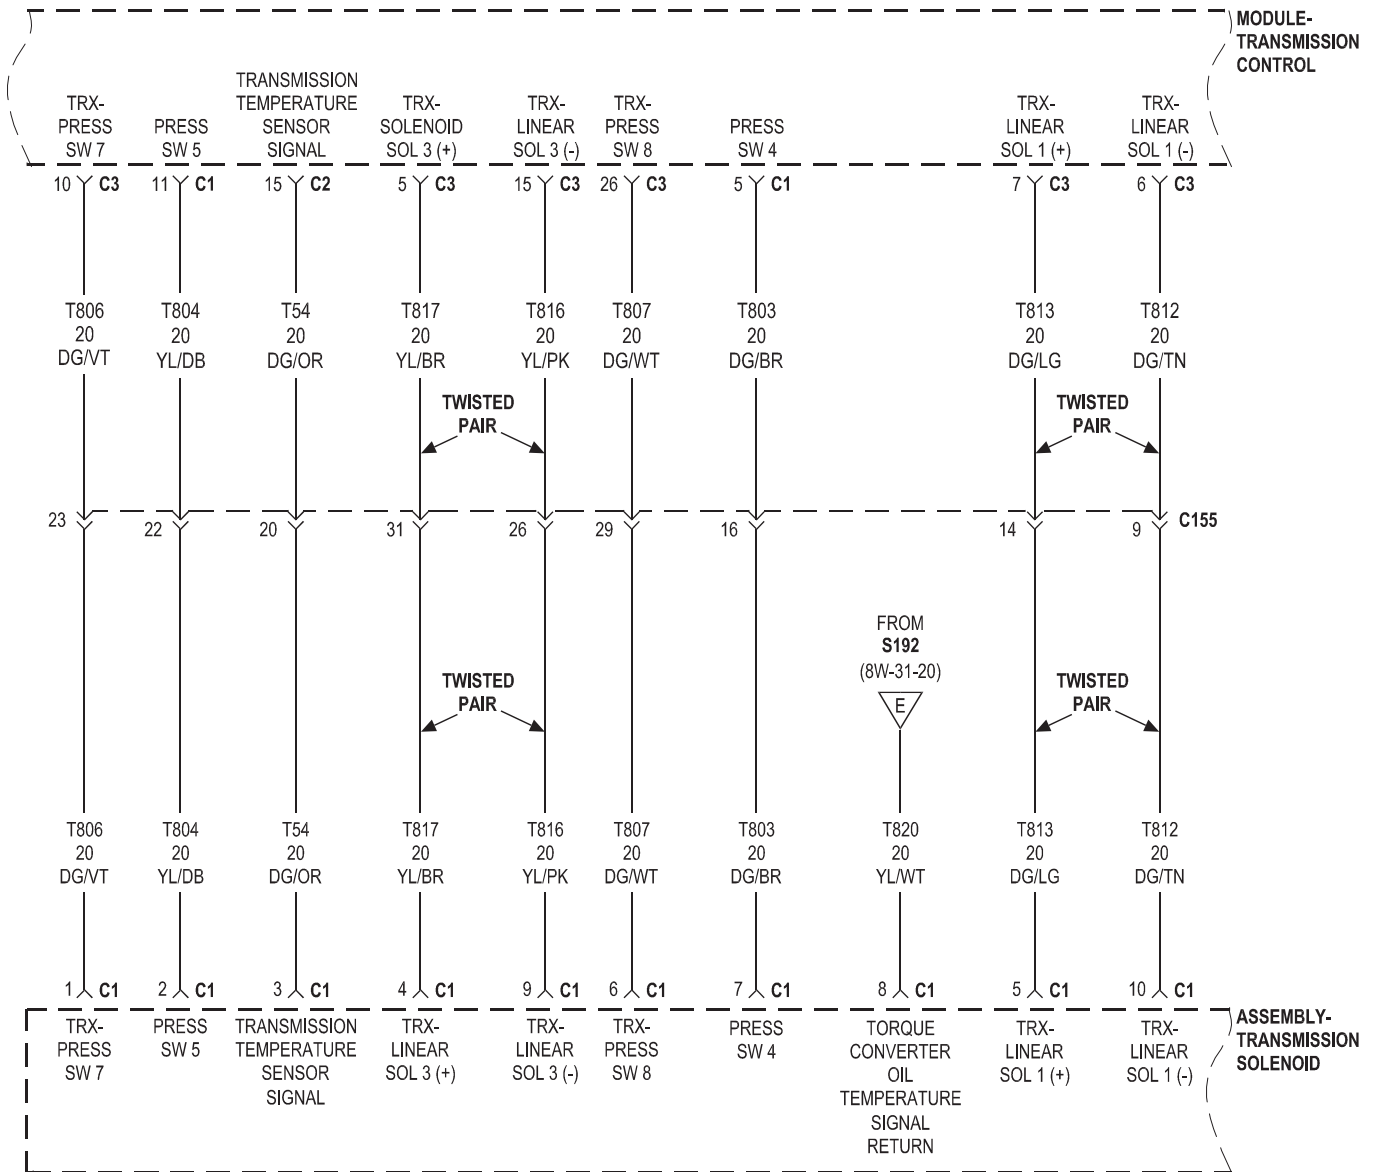 MODULE-
TRANSMISSION
CONTROL
TRX-
PRESS
SW 7
PRESS
SW 5
TRANSMISSION
TEMPERATURE
SENSOR
SIGNAL
TRX-
SOLENOID
SOL 3 (+)
TRX-
LINEAR
SOL 3 (-)
TRX-
PRESS
SW 8
PRESS
SW 4
TRX-
LINEAR
SOL 1 (+)
TRX-
LINEAR
SOL 1 (-)
10 C3
11 C1
15 C2
5 C3
15 C3
26 C3
5 C1
7 C3
6 C3
T806
20
DG/VT
T804
20
YL/DB
T54
20
DG/OR
T817
20
YL/BR
T816
20
YL/PK
T807
20
DG/WT
T803
20
DG/BR
T813
20
DG/LG
T812
20
DG/TN
TWISTED
PAIR
TWISTED
PAIR
23
22
20
31
26
29
16
14
9
C155
FROM
S192
(8W-31-20)
E
TWISTED
PAIR
TWISTED
PAIR
T806
20
DG/VT
T804
20
YL/DB
T54
20
DG/OR
T817
20
YL/BR
T816
20
YL/PK
T807
20
DG/WT
T803
20
DG/BR
T820
20
YL/WT
T813
20
DG/LG
T812
20
DG/TN
1 C1
2 C1
3 C1
4 C1
9 C1
6 C1
7 C1
8 C1
5 C1
10 C1
TRX-
PRESS
SW 7
PRESS
SW 5
TRANSMISSION
TEMPERATURE
SENSOR
SIGNAL
TRX-
LINEAR
SOL 3 (+)
TRX-
LINEAR
SOL 3 (-)
TRX-
PRESS
SW 8
PRESS
SW 4
TORQUE
CONVERTER
OIL
TEMPERATURE
SIGNAL
RETURN
TRX-
LINEAR
SOL 1 (+)
TRX-
LINEAR
SOL 1 (-)
ASSEMBLY-
TRANSMISSION
SOLENOID